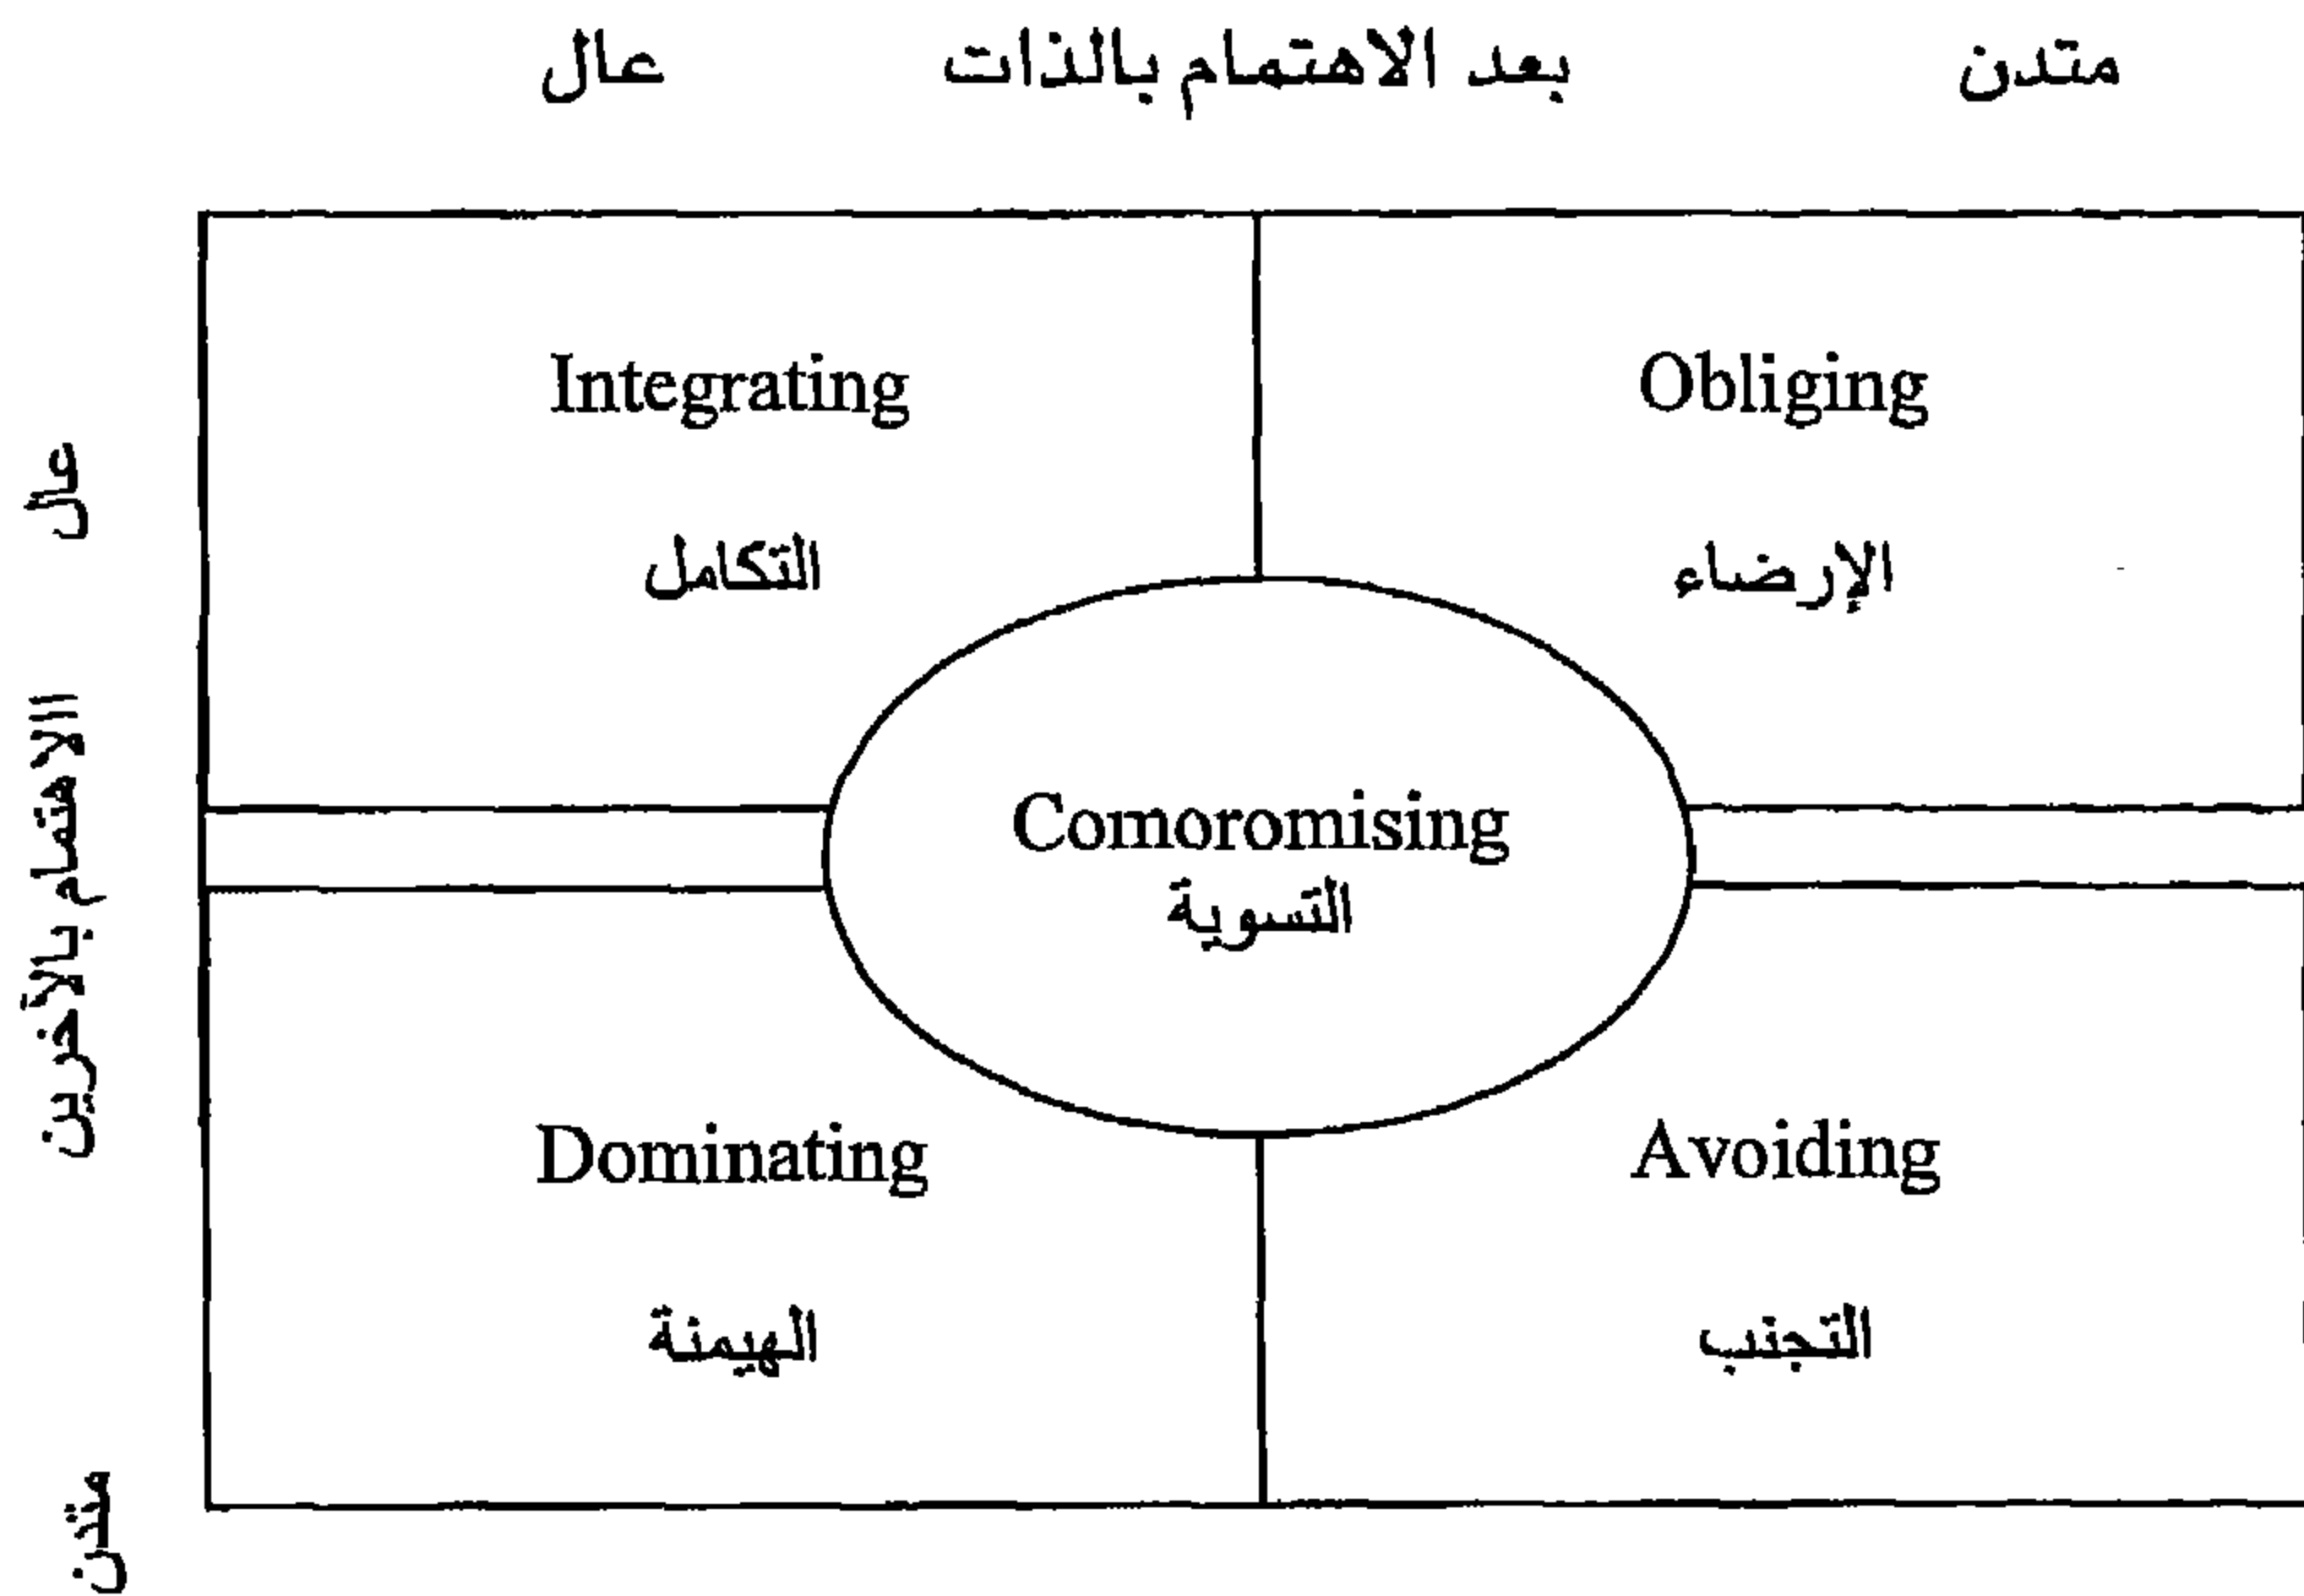 متدن بعد الاهتمام بالذات عال
عال
الاهتمام بالآخرين
متدن
Integrating
التكامل
Obliging
الإرضاء
Comoromising
التسوية
Dominating
الهيمنة
Avoiding
التجنب